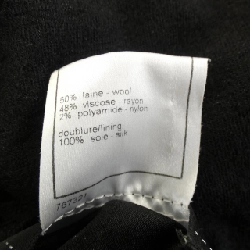 50% laine - wool
48% viscose - rayon
2% polyamide - nylon
doublure/lining
100% soie - silk